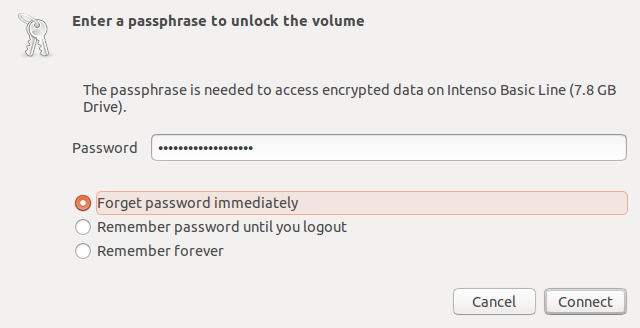 Enter a passphrase to unlock the volume
The passphrase is needed to access encrypted data on Intenso Basic Line (7.8 GB
Drive).
Password •••••••••••••••••••
Forget password immediately
Remember password until you logout
Remember forever
Cancel Connect